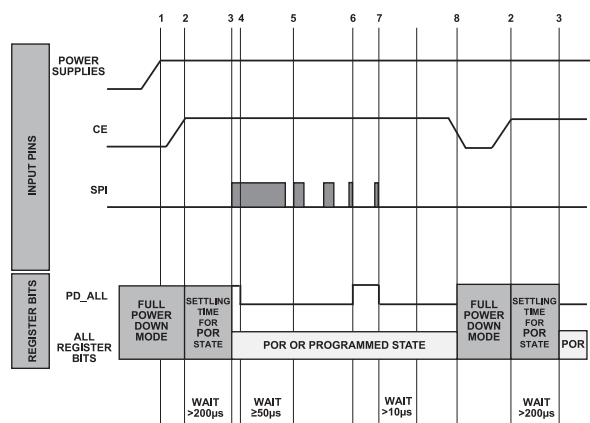 1 2 3 4 5 6 7 8 2 3
POWER
SUPPLIES
CE
SPI
INPUT PINS
PD_ALL
ALL
REGISTER
BITS
REGISTER BITS
FULL
POWER
DOWN
MODE
SETTLING
TIME
FOR
POR
STATE
POR OR PROGRAMMED STATE
FULL
POWER
DOWN
MODE
SETTLING
TIME
FOR
POR
STATE
POR
WAIT
>200µs
WAIT
≥50µs
WAIT
>10µs
WAIT
>200µs